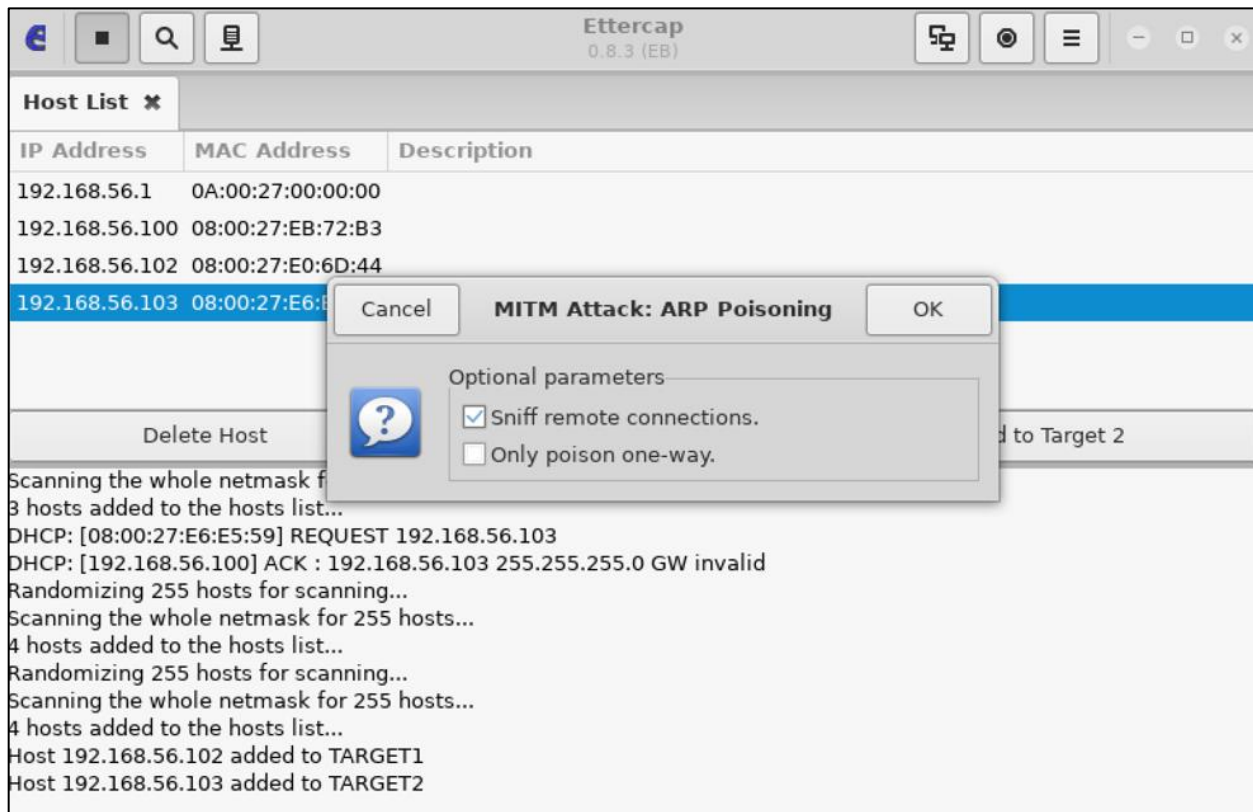 Ettercap
0.8.3 (EB)
Host List
IP Address MAC Address Description
192.168.56.1 0A:00:27:00:00:00
192.168.56.100 08:00:27:EB:72:B3
192.168.56.102 08:00:27:E0:6D:44
192.168.56.103 08:00:27:E6:
Cancel MITM Attack: ARP Poisoning OK
Optional parameters
Sniff remote connections.
Only poison one-way.
Delete Host d to Target 2
Scanning the whole netmask f
3 hosts added to the hosts list...
DHCP: [08:00:27:E6:E5:59] REQUEST 192.168.56.103
DHCP: [192.168.56.100] ACK : 192.168.56.103 255.255.255.0 GW invalid
Randomizing 255 hosts for scanning...
Scanning the whole netmask for 255 hosts...
4 hosts added to the hosts list...
Randomizing 255 hosts for scanning...
Scanning the whole netmask for 255 hosts...
4 hosts added to the hosts list...
Host 192.168.56.102 added to TARGET1
Host 192.168.56.103 added to TARGET2